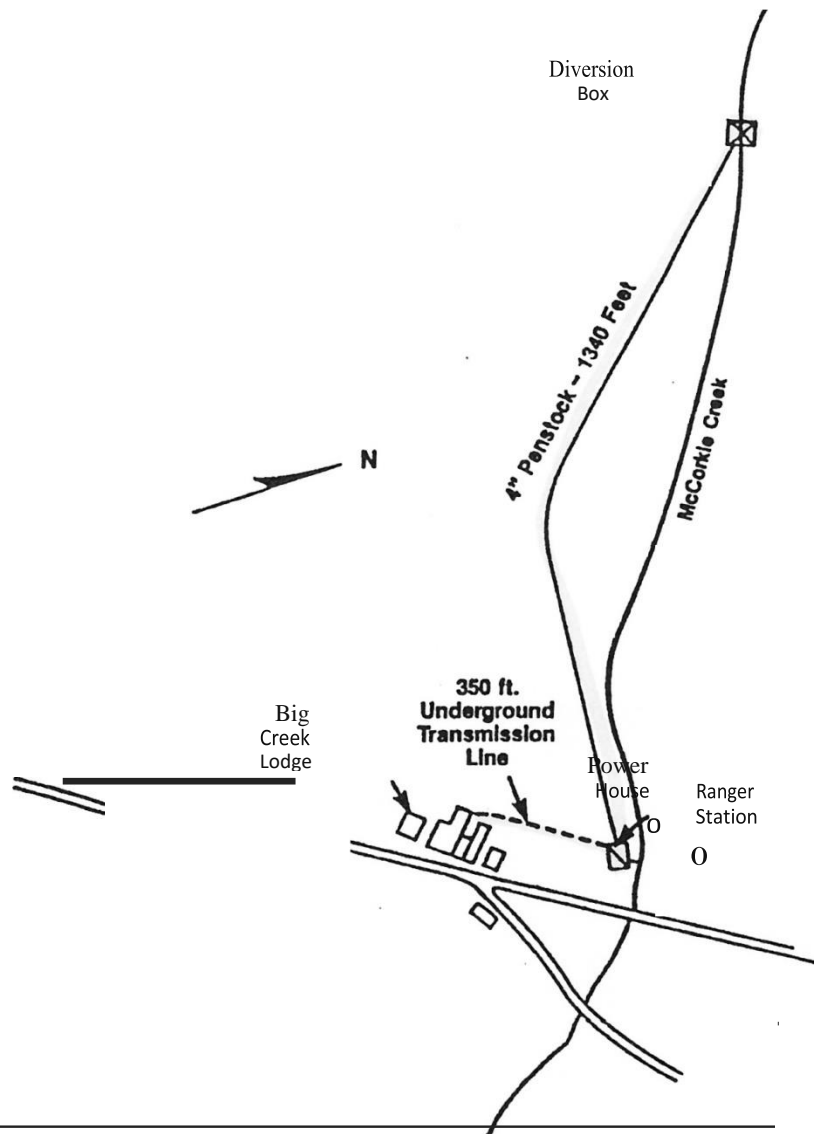 Diversion
Box
4" Penstock - 1340 Feet
McCorkle Creek
N
350 ft.
Underground
Transmission
Line
Big
Creek
Lodge
Power
House
Ranger
Station
O
O